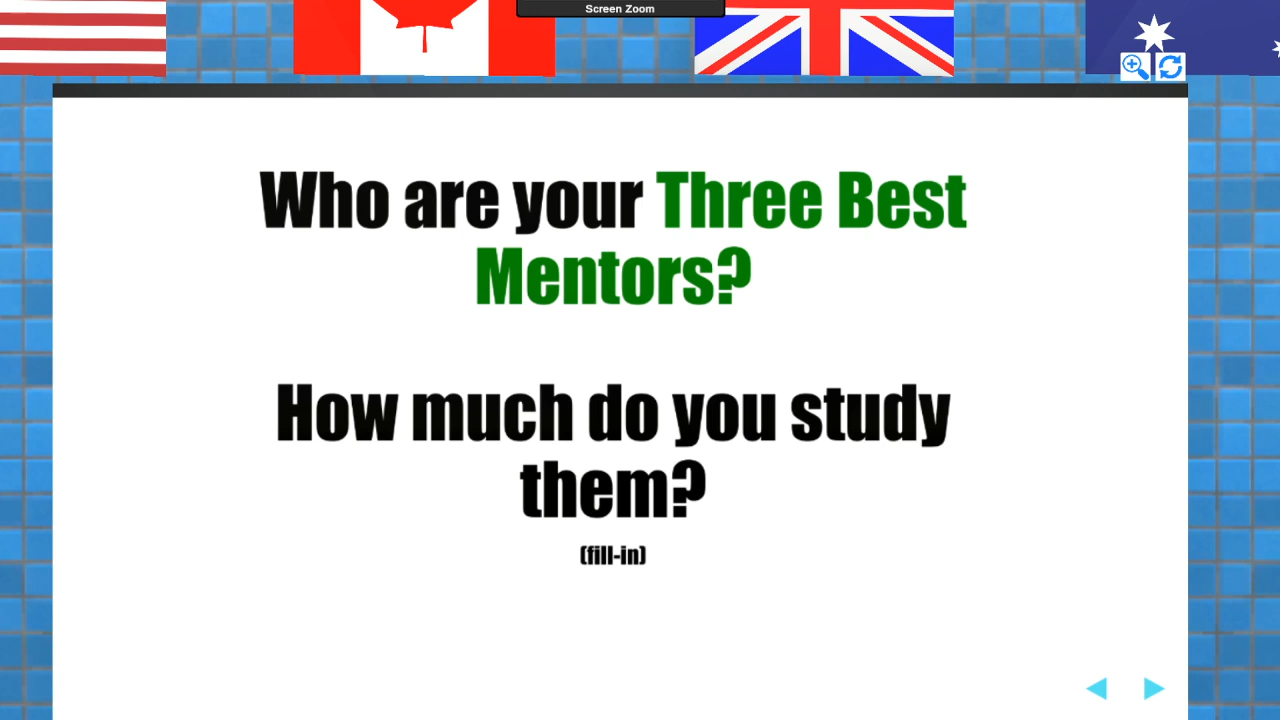 Screen Zoom
Who are your Three Best
Mentors?
How much do you study
them?
(fill-in)